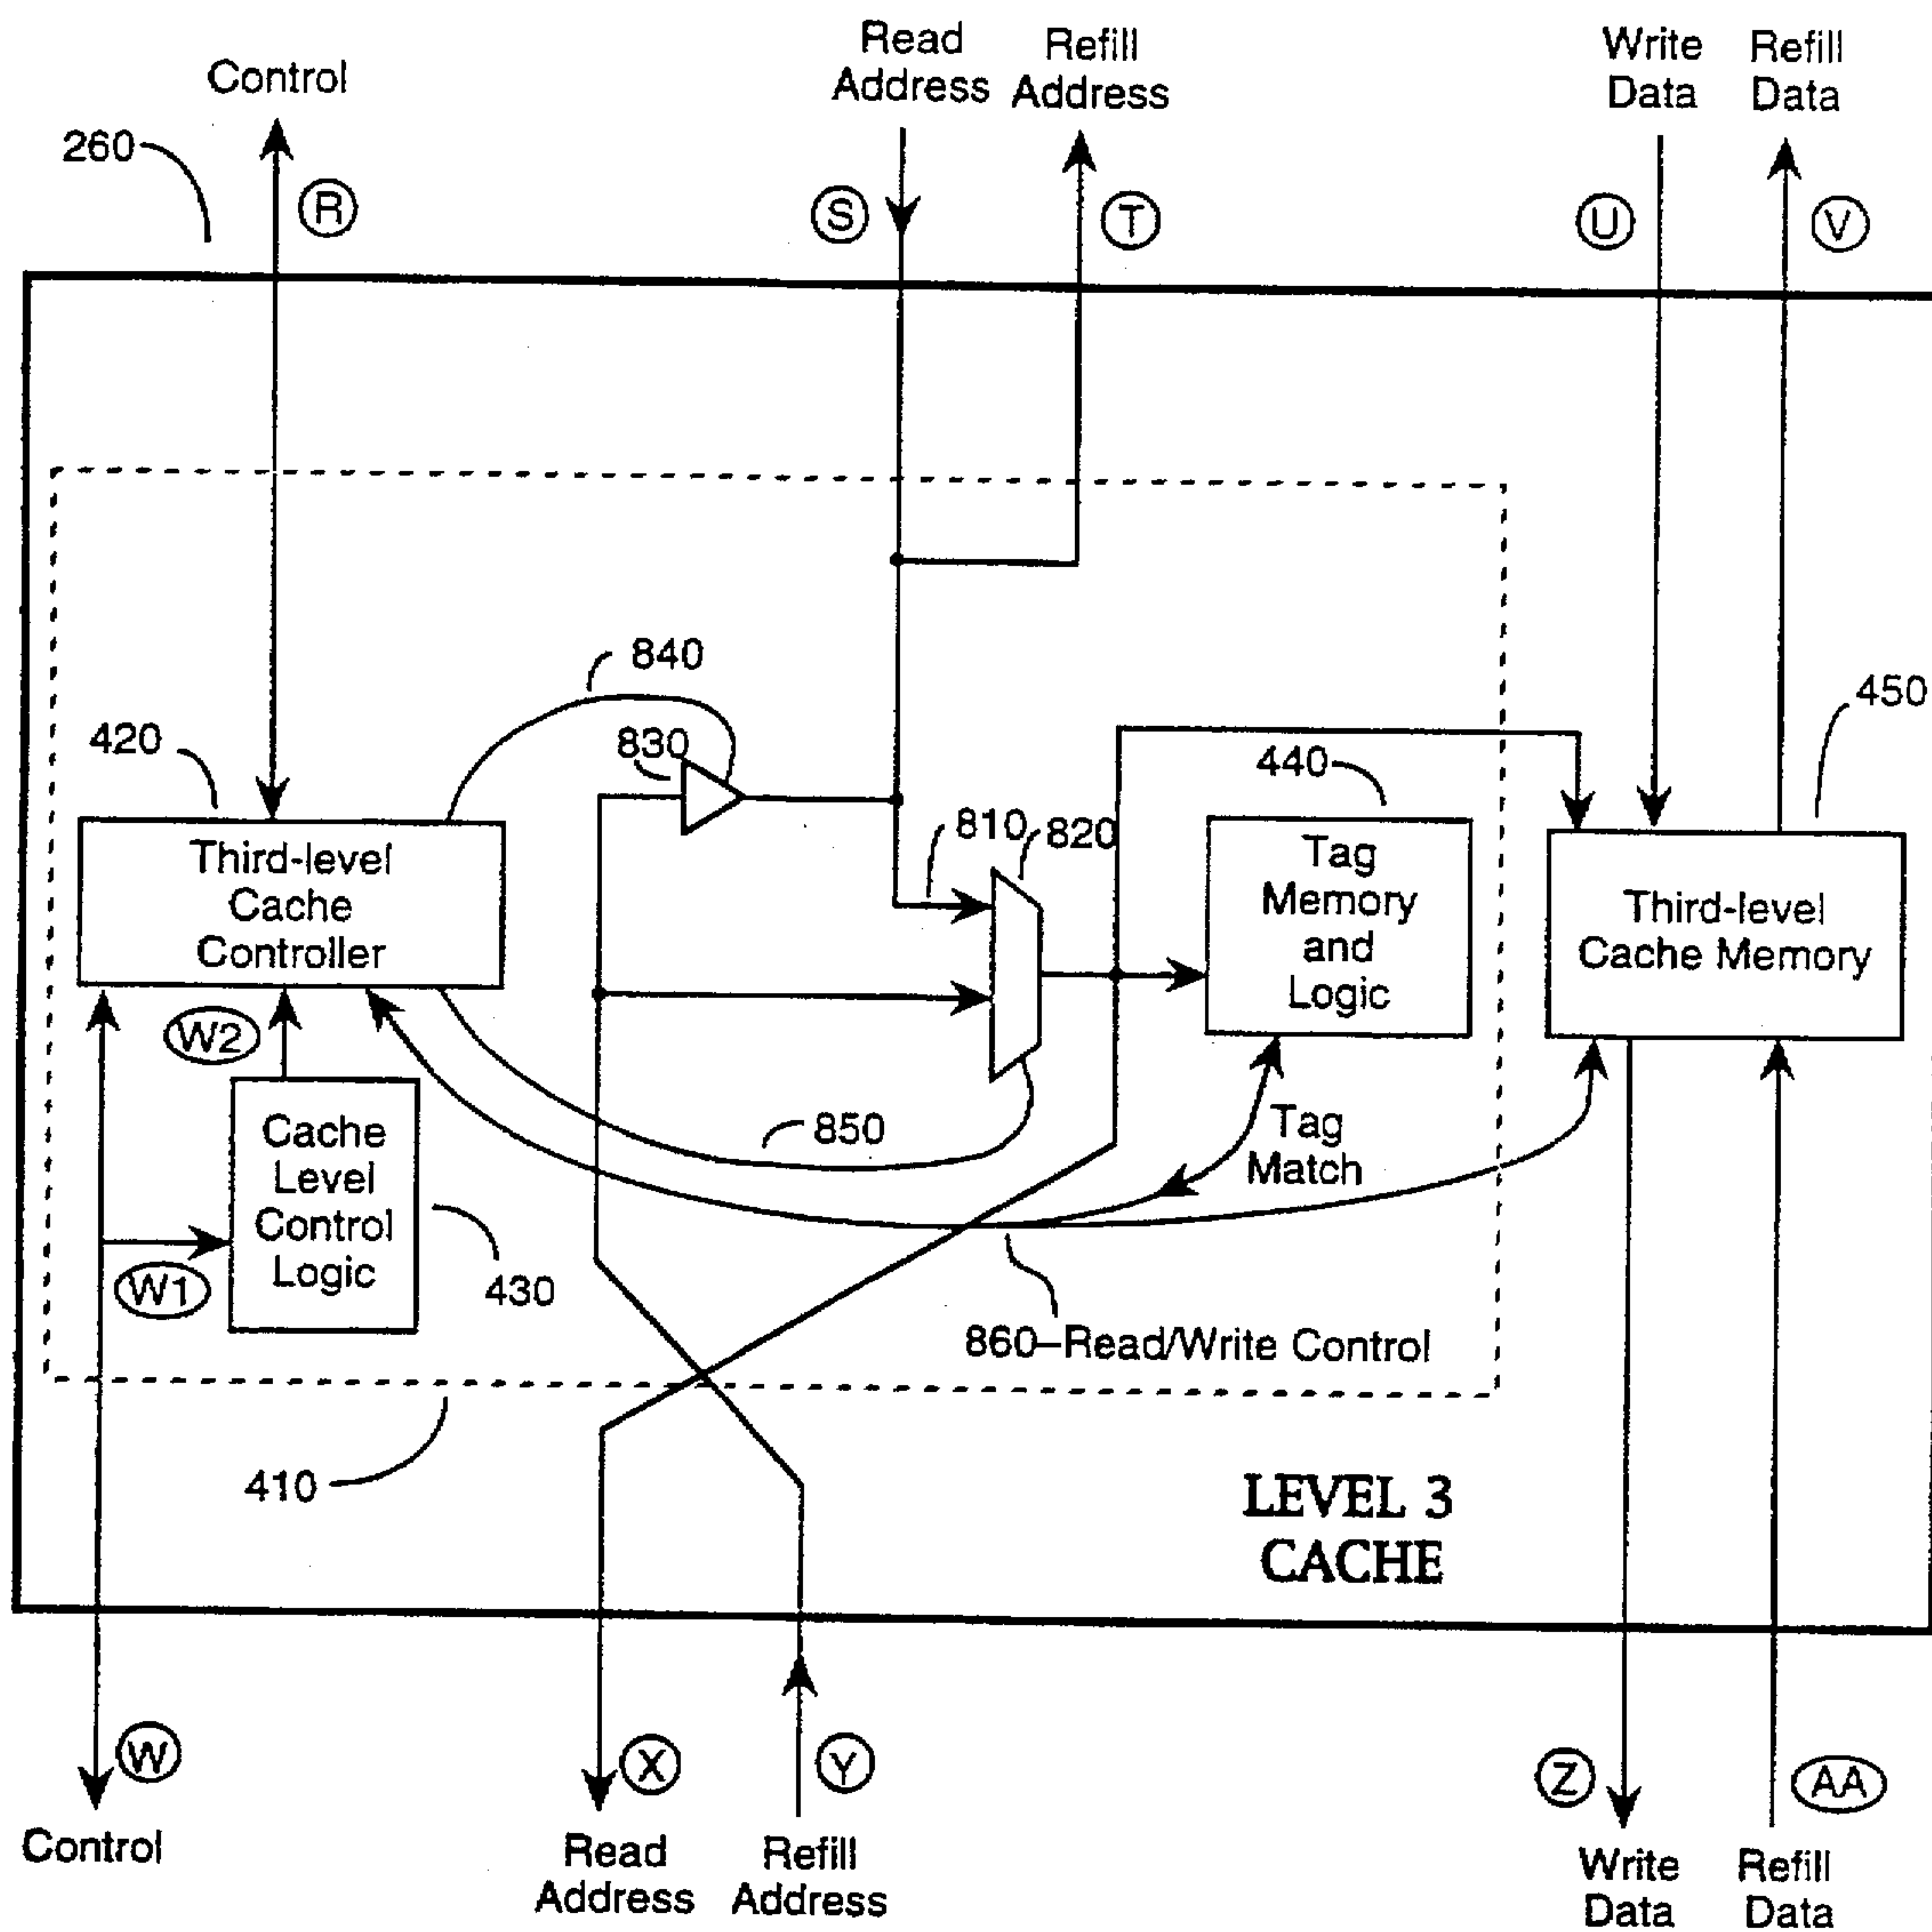 Control
Read
Address
Refill
Address
Write
Data
Refill
Data
260
R
S
T
U
V
840
830
420
450
440
810
820
Third-level
Cache
Controller
Tag
Memory
and
Logic
Third-level
Cache Memory
W2
Cache
Level
Control
Logic
850
Tag
Match
W1
430
860–Read/Write Control
410
LEVEL 3
CACHE
W
X
Y
Z
AA
Control
Read
Address
Refill
Address
Write
Data
Refill
Data